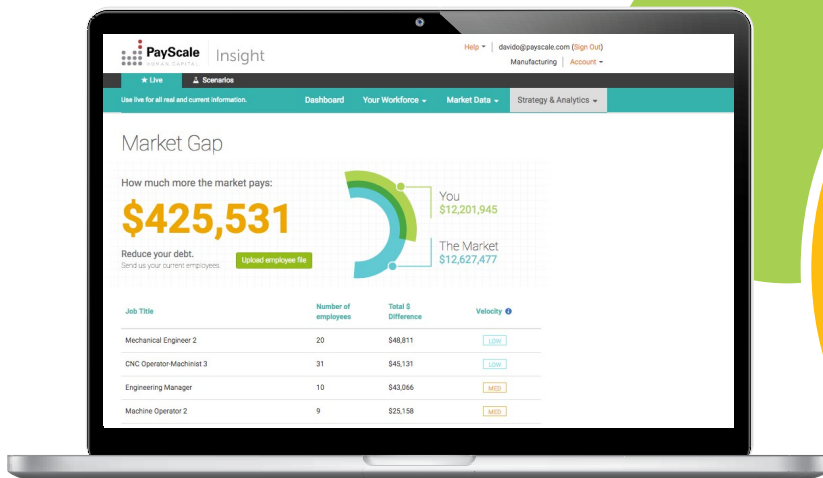 PayScale Insight
HUMAN CAPITAL
Help davido@payscale.com (Sign Out)
Manufacturing | Account
★ Live Scenarios
Use live for all real and current information.
Dashboard Your Workforce Market Data Strategy & Analytics
Market Gap
How much more the market pays:
$425,531
Reduce your debt.
Send us your current employees.
Upload employee file
You
$12,201,945
The Market
$12,627,477
Job Title Number of employees Total $ Difference Velocity
Mechanical Engineer 2 20 $48,811 LOW
CNC Operator-Machinist 3 31 $45,131 LOW
Engineering Manager 10 $43,066 MED
Machine Operator 2 9 $25,158 MED